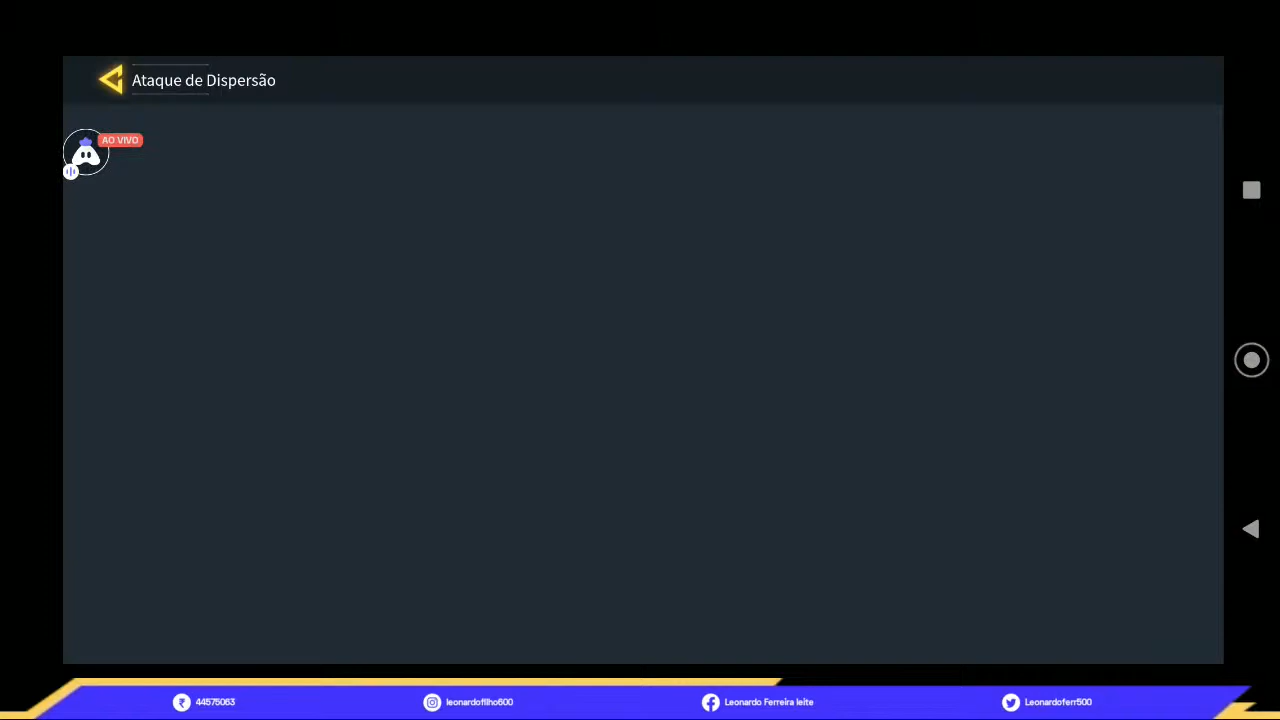 Ataque de Dispersão
AO VIVO
44575063
leonardofilho600
Leonardo Ferreira leite
Leonardoferr500